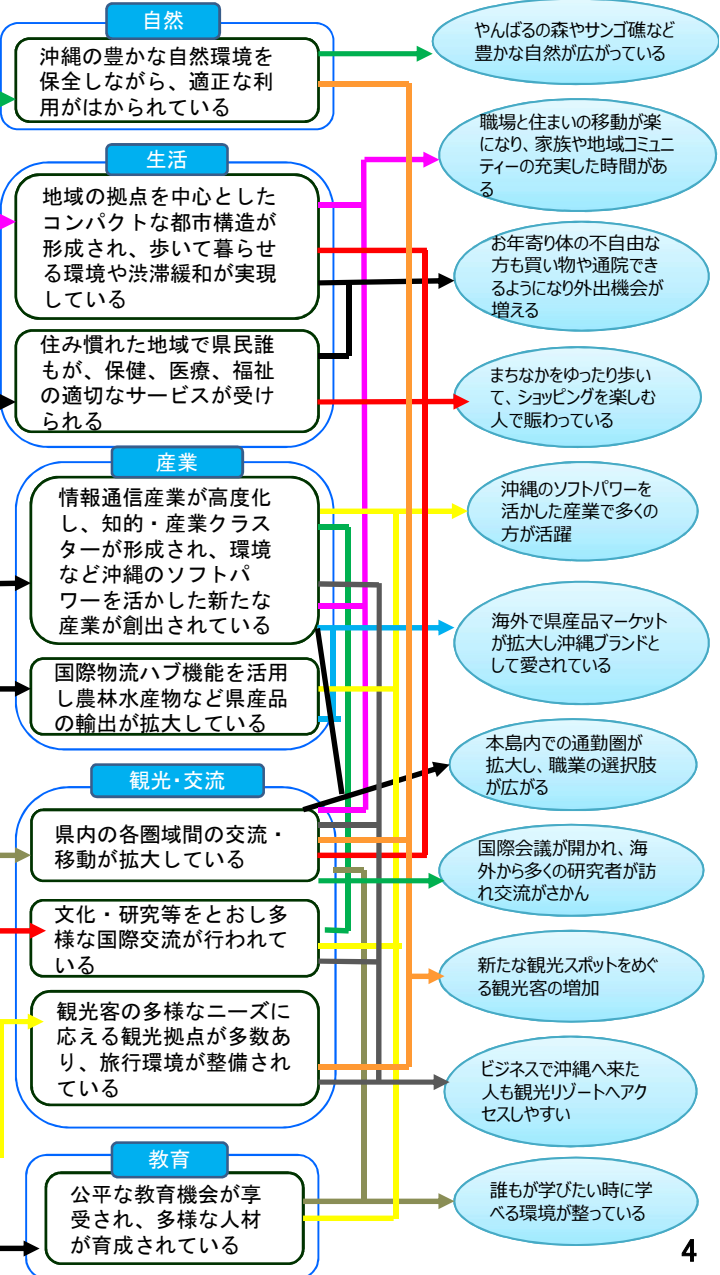 自然
沖縄の豊かな自然環境を
保全しながら、適正な利
用がはかられている
生活
地域の拠点を中心とした
コンパクトな都市構造が
形成され、歩いて暮らせ
る環境や渋滞緩和が実現
している
住み慣れた地域で県民誰
もが、保健、医療、福祉
の適切なサービスが受け
られる
産業
情報通信産業が高度化
し、知的・産業クラス
ターが形成され、環境
など沖縄のソフトパ
ワーを活かした新たな
産業が創出されている
国際物流ハブ機能を活用
し農林水産物など県産品
の輸出が拡大している
観光・交流
県内の各圏域間の交流・
移動が拡大している
文化・研究等をとおし多
様な国際交流が行われて
いる
観光客の多様なニーズに
応える観光拠点が多数あ
り、旅行環境が整備され
ている
教育
公平な教育機会が享
受され、多様な人材
が育成されている
やんばるの森やサンゴ礁など
豊かな自然が広がっている
職場と住まいの移動が楽
になり、家族や地域コミュニ
ティーの充実した時間があ
る
お年寄り体の不自由な
方も買い物や通院でき
るようになり外出機会が
増える
まちなかをゆったり歩い
て、ショッピングを楽しむ
人で賑わっている
沖縄のソフトパワーを
活かした産業で多くの
方が活躍
海外で県産品マーケット
が拡大し沖縄ブランドと
して愛されている
本島内での通勤圏が
拡大し、職業の選択肢
が広がる
国際会議が開かれ、海
外から多くの研究者が訪
れ交流がさかん
新たな観光スポットをめぐ
る観光客の増加
ビジネスで沖縄へ来た
人も観光リゾートへアク
セスしやすい
誰もが学びたい時に学
べる環境が整っている
4